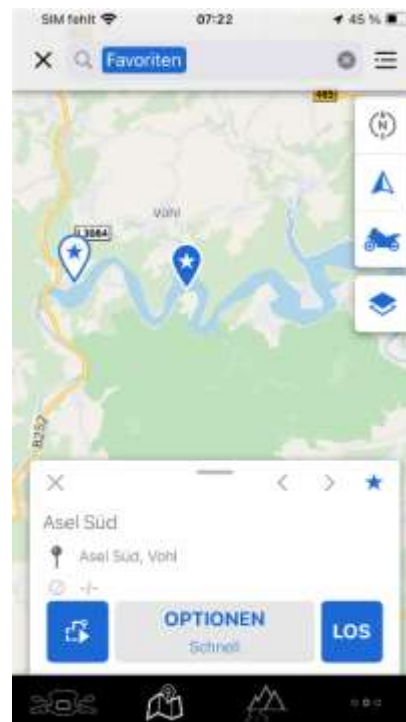 SIM fehlt 07:22 45 %
Favoriten
485
N
Vöhl
L3084
B252
Asel Süd
Asel Süd, Vöhl
-/-
OPTIONEN
Schnell
LOS